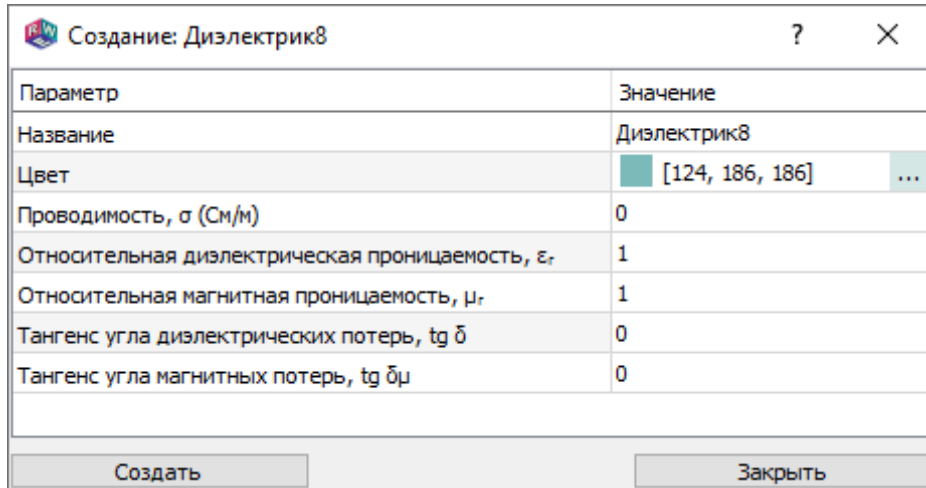 Создание: Диэлектрик8 ? ×
Параметр Значение
Название Диэлектрик8
Цвет [124, 186, 186] ...
Проводимость, σ (См/м) 0
Относительная диэлектрическая проницаемость, εᵣ 1
Относительная магнитная проницаемость, μᵣ 1
Тангенс угла диэлектрических потерь, tg δ 0
Тангенс угла магнитных потерь, tg δμ 0
Создать Закрыть